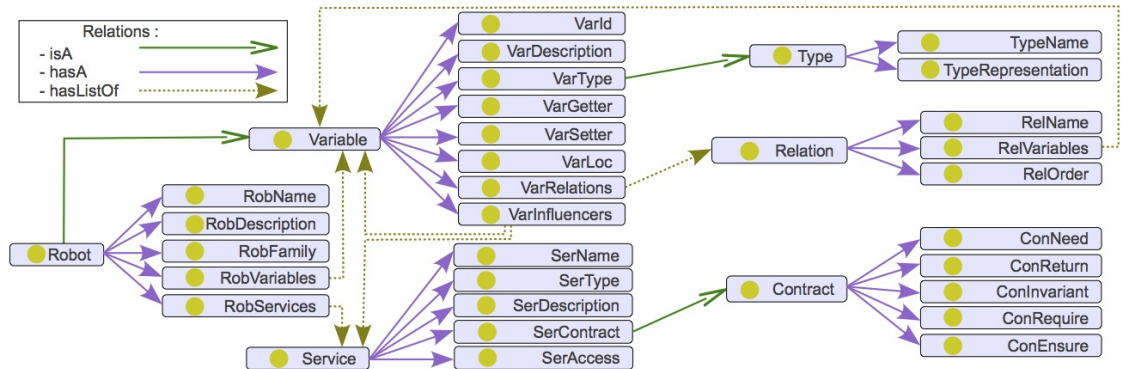 Relations :
- isA
- hasA
- hasListOf
Robot
RobName
RobDescription
RobFamily
RobVariables
RobServices
Variable
VarId
VarDescription
VarType
VarGetter
VarSetter
VarLoc
VarRelations
VarInfluencers
Service
SerName
SerType
SerDescription
SerContract
SerAccess
Type
TypeName
TypeRepresentation
Relation
RelName
RelVariables
RelOrder
Contract
ConNeed
ConReturn
ConInvariant
ConRequire
ConEnsure